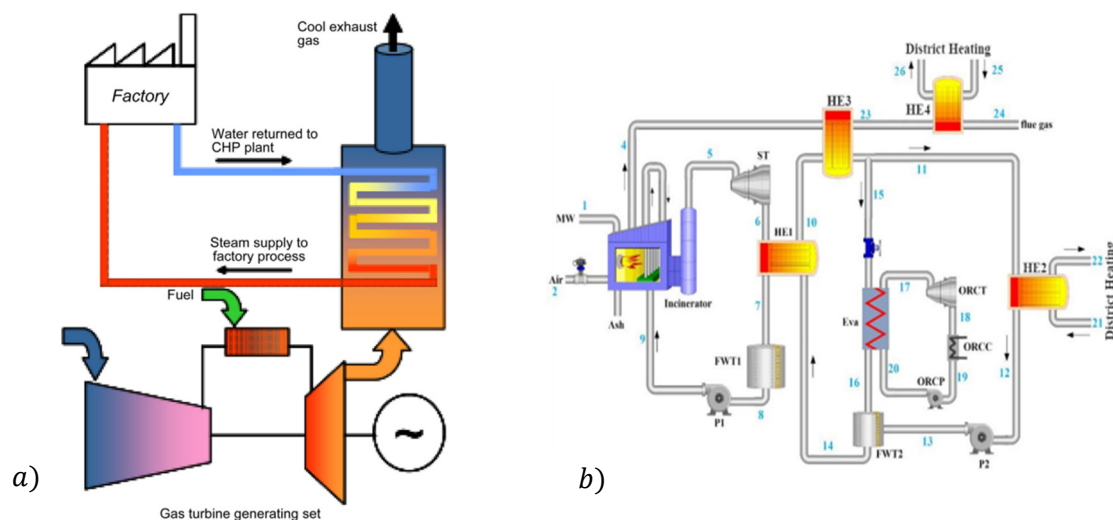 Cool exhaust
gas
Factory
Water returned to
CHP plant
Steam supply to
factory process
Fuel
~
a)
Gas turbine generating set
District Heating
26
25
HE3
23
HE4
24
flue gas
4
5
ST
11
1
MW
15
6
HE1
10
22
HE2
Air
2
Incinerator
17
ORCT
7
Eva
18
21
District Heating
Ash
ORCC
9
FWT1
20
19
12
ORCP
16
P1
8
13
14
FWT2
P2
b)